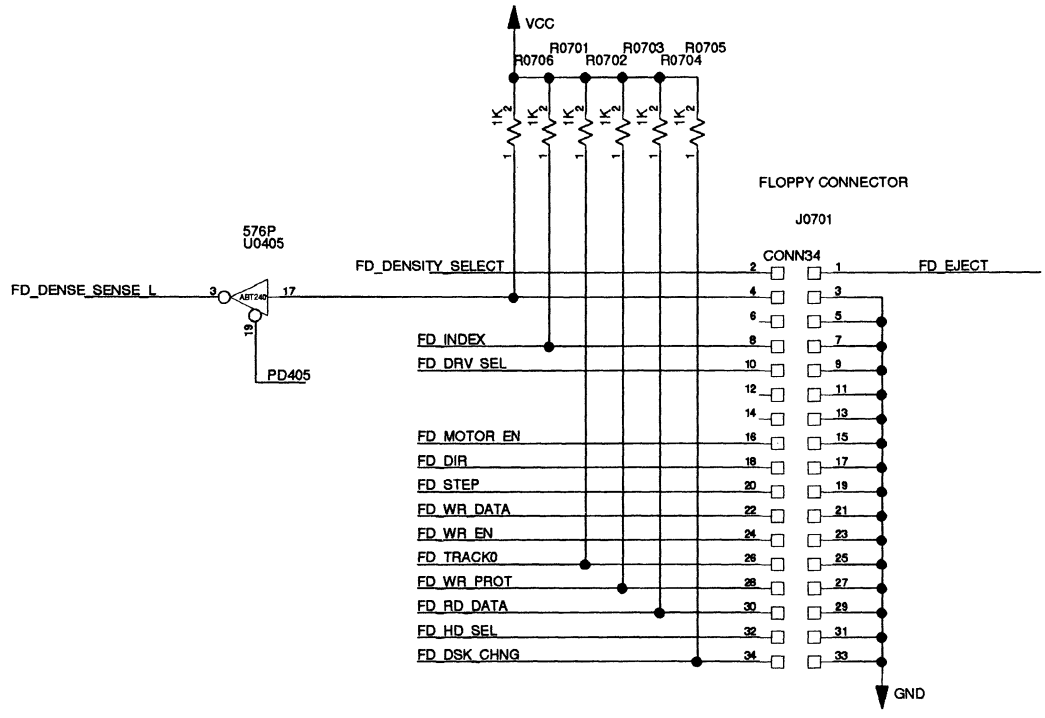 VCC
R0701 R0703 R0705
R0706 R0702 R0704
1K 2 1K 2 1K 2 1K 2 1K 2 1K 2
1 1 1 1 1 1
FLOPPY CONNECTOR
J0701
576P
U0405
CONN34
FD_DENSITY_SELECT 2 1 FD_EJECT
FD_DENSE_SENSE_L 3 ABT240 17 4 3
19
6 5
FD_INDEX 8 7
FD_DRV_SEL 10 9
PD405
12 11
14 13
FD_MOTOR_EN 16 15
FD_DIR 18 17
FD_STEP 20 19
FD_WR_DATA 22 21
FD_WR_EN 24 23
FD_TRACK0 26 25
FD_WR_PROT 28 27
FD_RD_DATA 30 29
FD_HD_SEL 32 31
FD_DSK_CHNG 34 33
GND